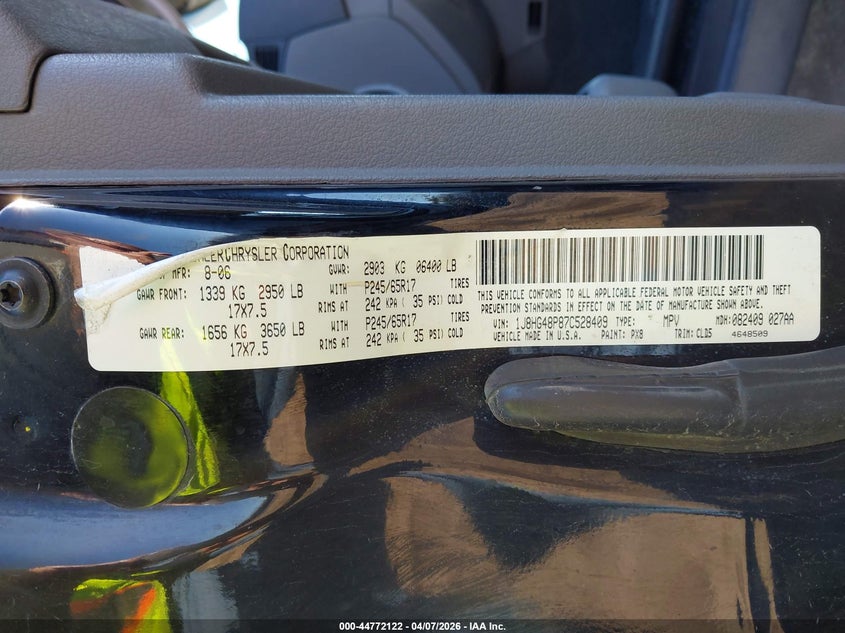 CHRYSLER CORPORATION
MFR: 8-06 GVWR: 2903 KG 06400 LB
GAWR FRONT: 1339 KG 2950 LB WITH P245/65R17 TIRES
17X7.5 RIMS AT 242 KPA ( 35 PSI) COLD
GAWR REAR: 1656 KG 3650 LB WITH P245/65R17 TIRES
17X7.5 RIMS AT 242 KPA ( 35 PSI) COLD
THIS VEHICLE CONFORMS TO ALL APPLICABLE FEDERAL MOTOR VEHICLE SAFETY AND THEFT
PREVENTION STANDARDS IN EFFECT ON THE DATE OF MANUFACTURE SHOWN ABOVE.
VIN: 1J8HG48P87C528409 TYPE: MPV MDH: 082409 027AA
VEHICLE MADE IN U.S.A. PAINT: PX8 TRIM: CLD5 4648509
000-44772122 - 04/07/2026 - IAA Inc.